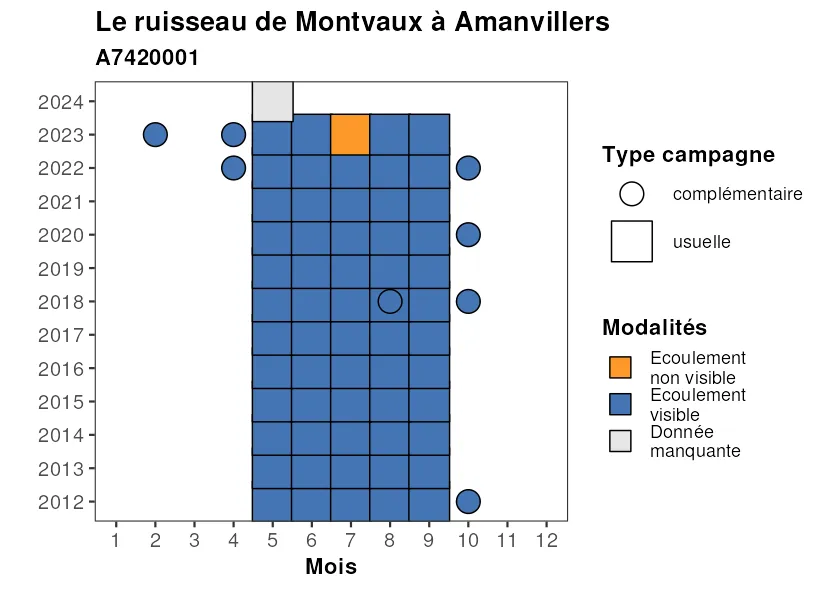 Le ruisseau de Montvaux à Amanvillers
A7420001
2024
2023
2022
2021
2020
2019
2018
2017
2016
2015
2014
2013
2012
1 2 3 4 5 6 7 8 9 10 11 12
Mois
Type campagne
complémentaire
usuelle
Modalités
Ecoulement
non visible
Ecoulement
visible
Donnée
manquante